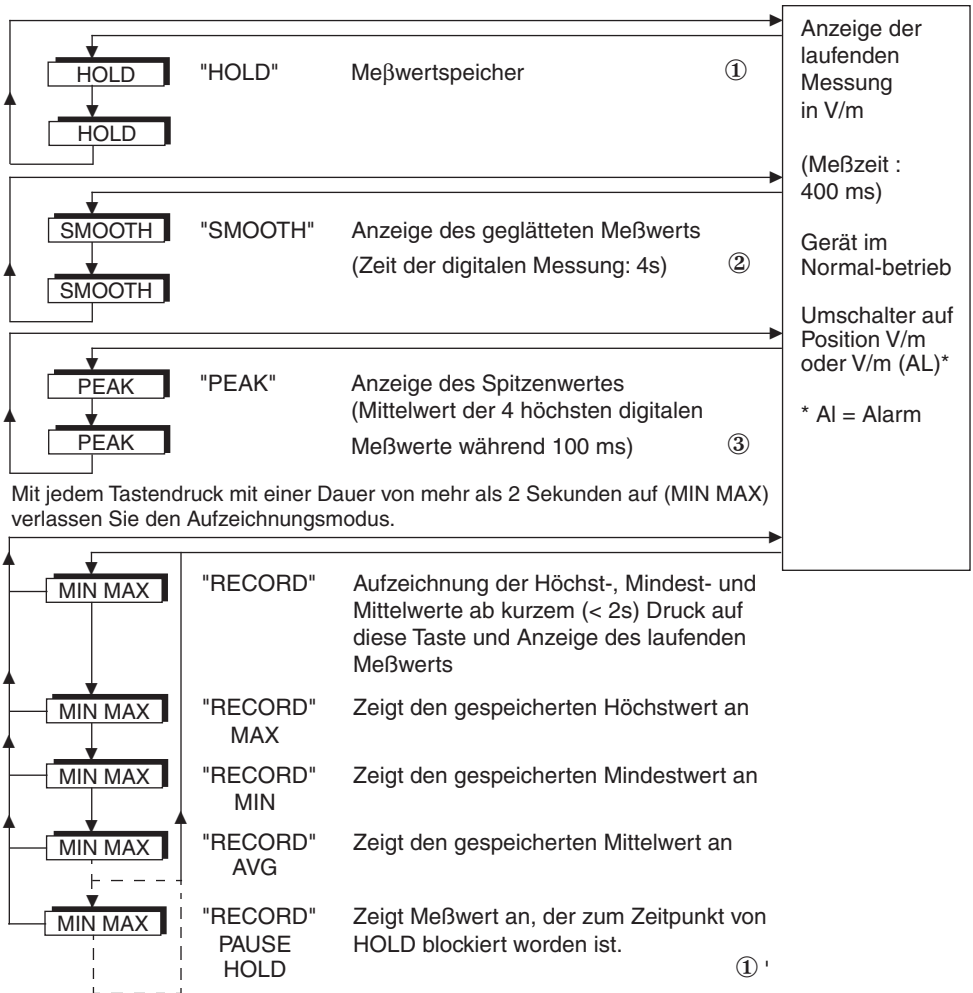 HOLD "HOLD" Meβwertspeicher ①
HOLD
SMOOTH "SMOOTH" Anzeige des geglätteten Meßwerts
(Zeit der digitalen Messung: 4s) ②
SMOOTH
PEAK "PEAK" Anzeige des Spitzenwertes
(Mittelwert der 4 höchsten digitalen
PEAK Meßwerte während 100 ms) ③
Anzeige der
laufenden
Messung
in V/m
(Meßzeit :
400 ms)
Gerät im
Normal-betrieb
Umschalter auf
Position V/m
oder V/m (AL)*
* Al = Alarm
Mit jedem Tastendruck mit einer Dauer von mehr als 2 Sekunden auf (MIN MAX)
verlassen Sie den Aufzeichnungsmodus.
MIN MAX "RECORD" Aufzeichnung der Höchst-, Mindest- und
Mittelwerte ab kurzem (< 2s) Druck auf
diese Taste und Anzeige des laufenden
Meßwerts
MIN MAX "RECORD" Zeigt den gespeicherten Höchstwert an
MAX
MIN MAX "RECORD" Zeigt den gespeicherten Mindestwert an
MIN
MIN MAX "RECORD" Zeigt den gespeicherten Mittelwert an
AVG
MIN MAX "RECORD" Zeigt Meßwert an, der zum Zeitpunkt von
PAUSE HOLD blockiert worden ist.
HOLD ① '